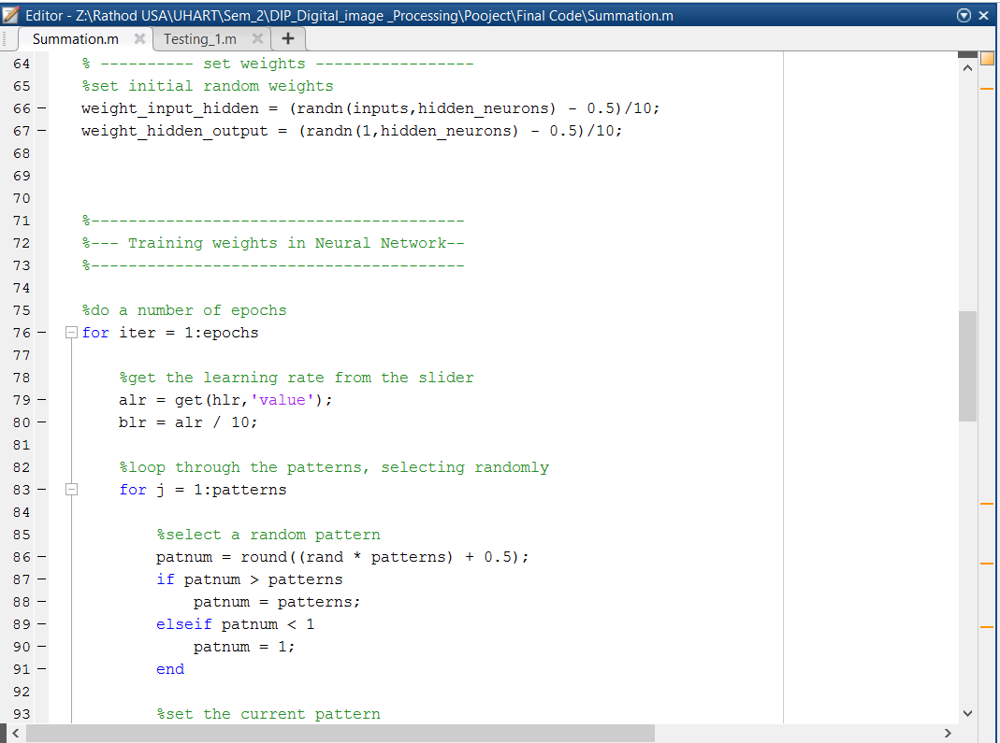 Editor - Z:\Rathod USA\UHART\Sem_2\DIP_Digital_image _Processing\Pooject\Final Code\Summation.m
Summation.m Testing_1.m +
64 % ---------- set weights -----------------
65 %set initial random weights
66 weight_input_hidden = (randn(inputs,hidden_neurons) - 0.5)/10;
67 weight_hidden_output = (randn(1,hidden_neurons) - 0.5)/10;
68
69
70
71 %----------------------------------------
72 %--- Training weights in Neural Network--
73 %----------------------------------------
74
75 %do a number of epochs
76 for iter = 1:epochs
77
78 %get the learning rate from the slider
79 alr = get(hlr,'value');
80 blr = alr / 10;
81
82 %loop through the patterns, selecting randomly
83 for j = 1:patterns
84
85 %select a random pattern
86 patnum = round((rand * patterns) + 0.5);
87 if patnum > patterns
88 patnum = patterns;
89 elseif patnum < 1
90 patnum = 1;
91 end
92
93 %set the current pattern